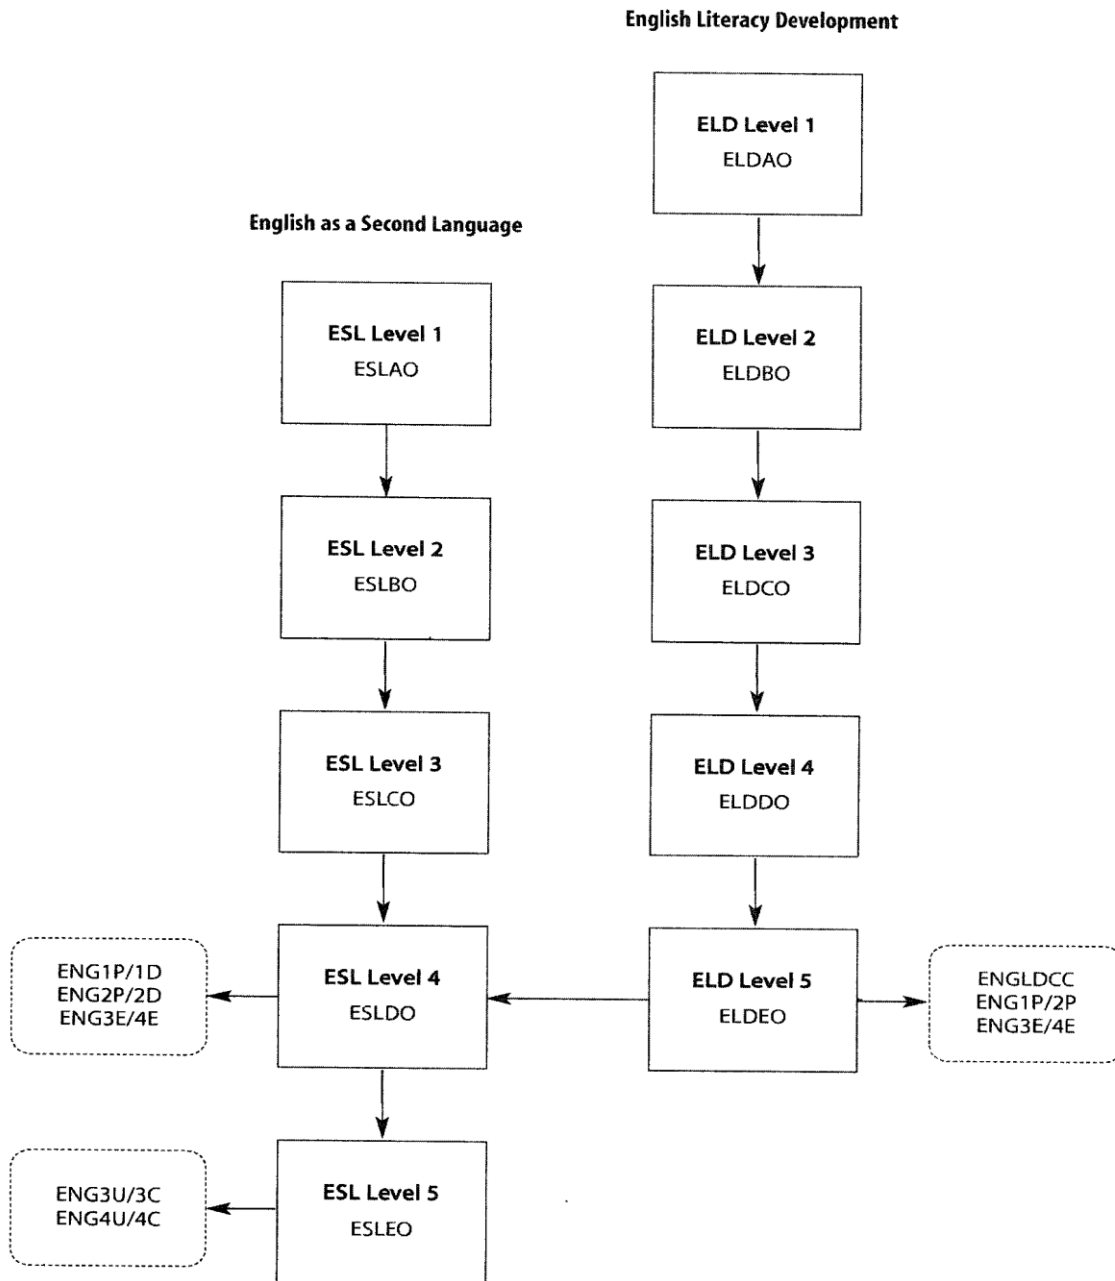 English Literacy Development
ELD Level 1
ELDAO
English as a Second Language
ESL Level 1
ESLAO
ELD Level 2
ELDBO
ESL Level 2
ESLBO
ELD Level 3
ELDCO
ESL Level 3
ESLCO
ELD Level 4
ELDDO
ENG1P/1D
ENG2P/2D
ENG3E/4E
ESL Level 4
ESLDO
ELD Level 5
ELDEO
ENGLDCC
ENG1P/2P
ENG3E/4E
ENG3U/3C
ENG4U/4C
ESL Level 5
ESLEO